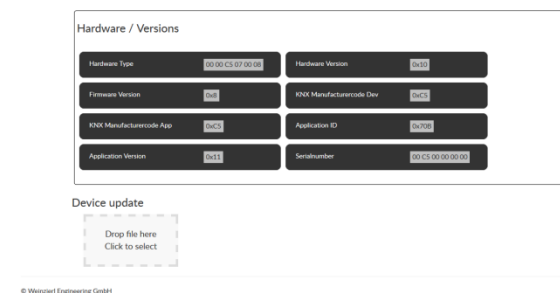 Hardware / Versions
Hardware Type 00 00 C5 07 00 08 Hardware Version 0x10
Firmware Version 0x8 KNX Manufacturercode Dev 0xC5
KNX Manufacturercode App 0xC5 Application ID 0x70B
Application Version 0x11 Serialnumber 00 C5 00 00 00 00
Device update
Drop file here
Click to select
© Weinzierl Engineering GmbH